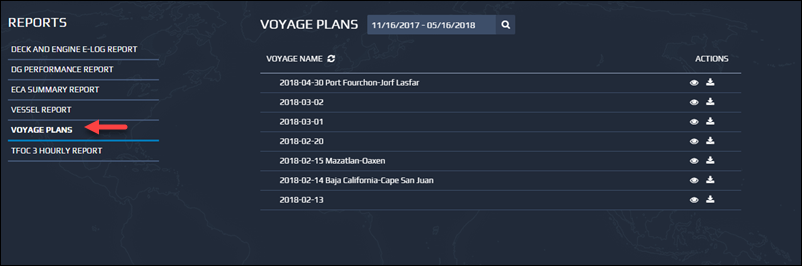 REPORTS
DECK AND ENGINE E-LOG REPORT
DG PERFORMANCE REPORT
ECA SUMMARY REPORT
VESSEL REPORT
VOYAGE PLANS
TFOC 3 HOURLY REPORT
VOYAGE PLANS 11/16/2017 - 05/16/2018
VOYAGE NAME ACTIONS
2018-04-30 Port Fourchon-Jorf Lasfar
2018-03-02
2018-03-01
2018-02-20
2018-02-15 Mazatlan-Oaxen
2018-02-14 Baja California-Cape San Juan
2018-02-13